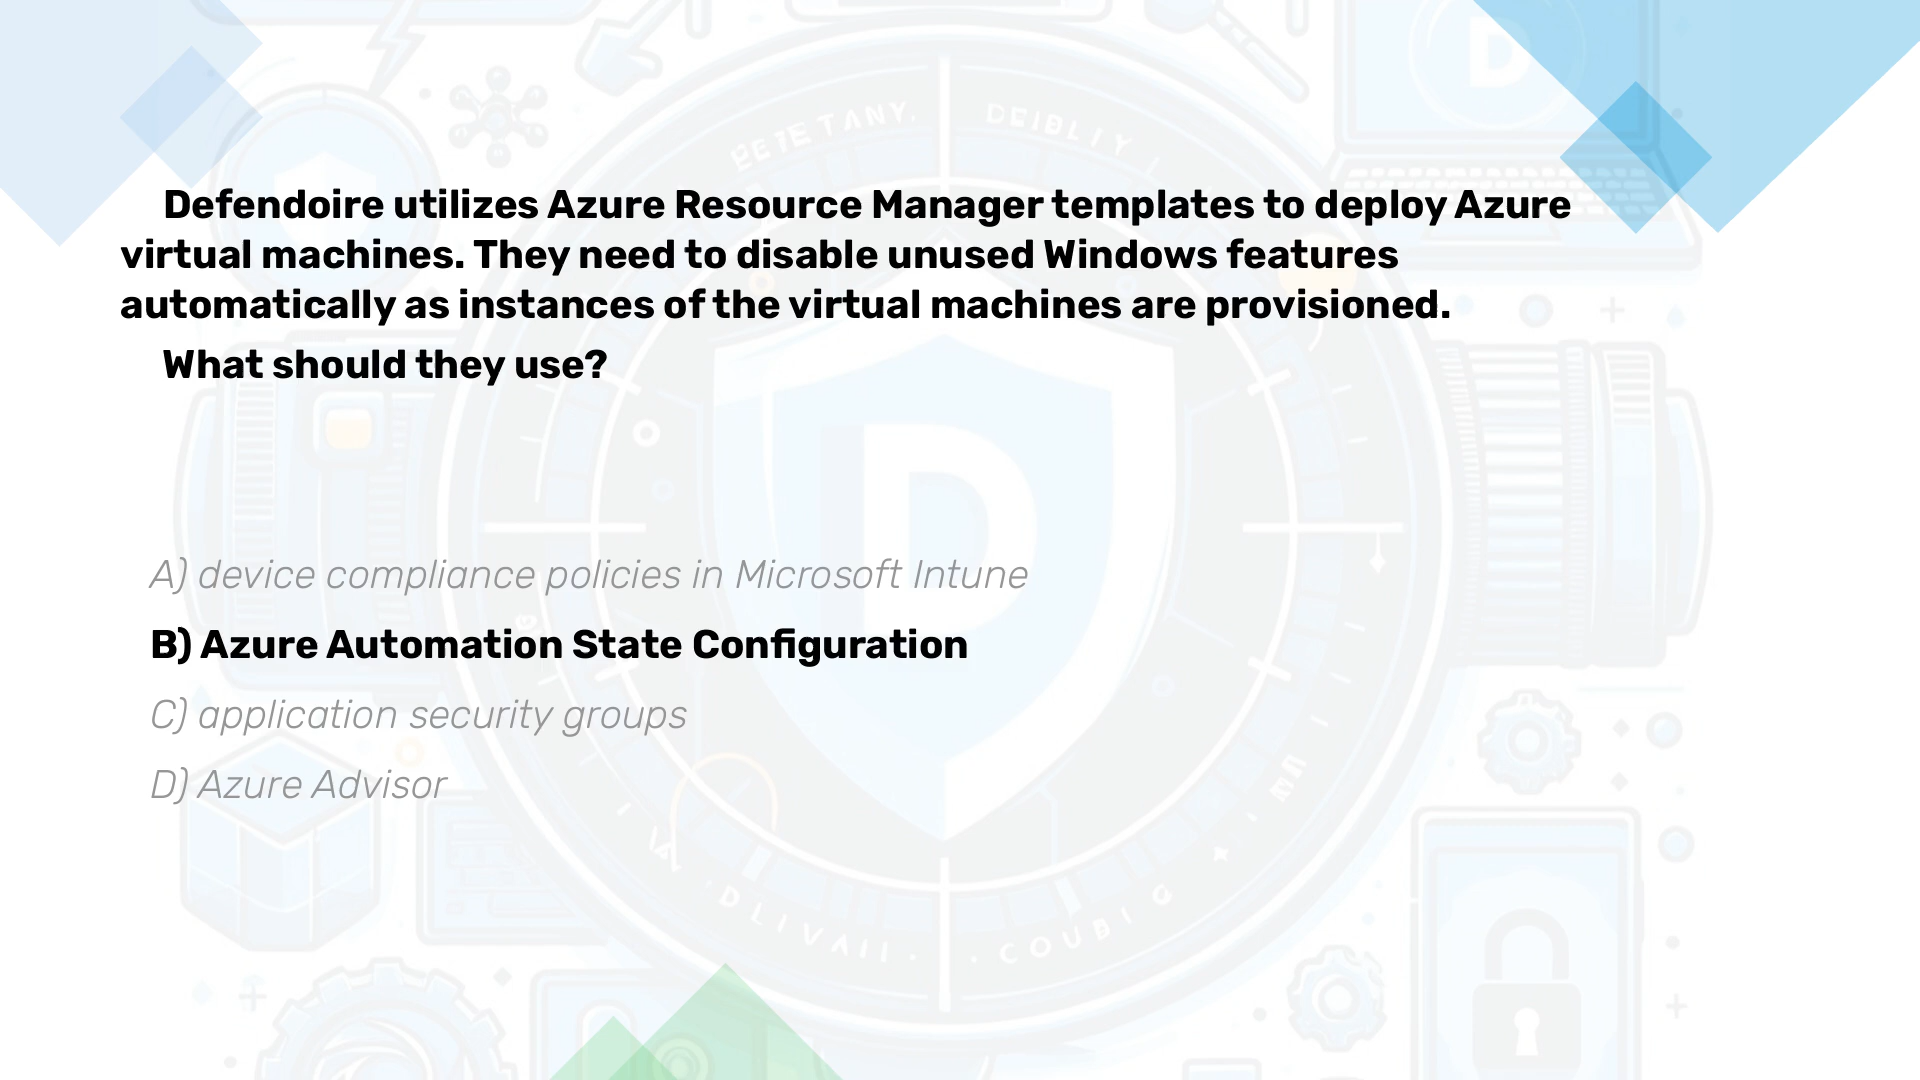 Defendoire utilizes Azure Resource Manager templates to deploy Azure
virtual machines. They need to disable unused Windows features
automatically as instances of the virtual machines are provisioned.
What should they use?
A) device compliance policies in Microsoft Intune
B) Azure Automation State Configuration
C) application security groups
D) Azure Advisor